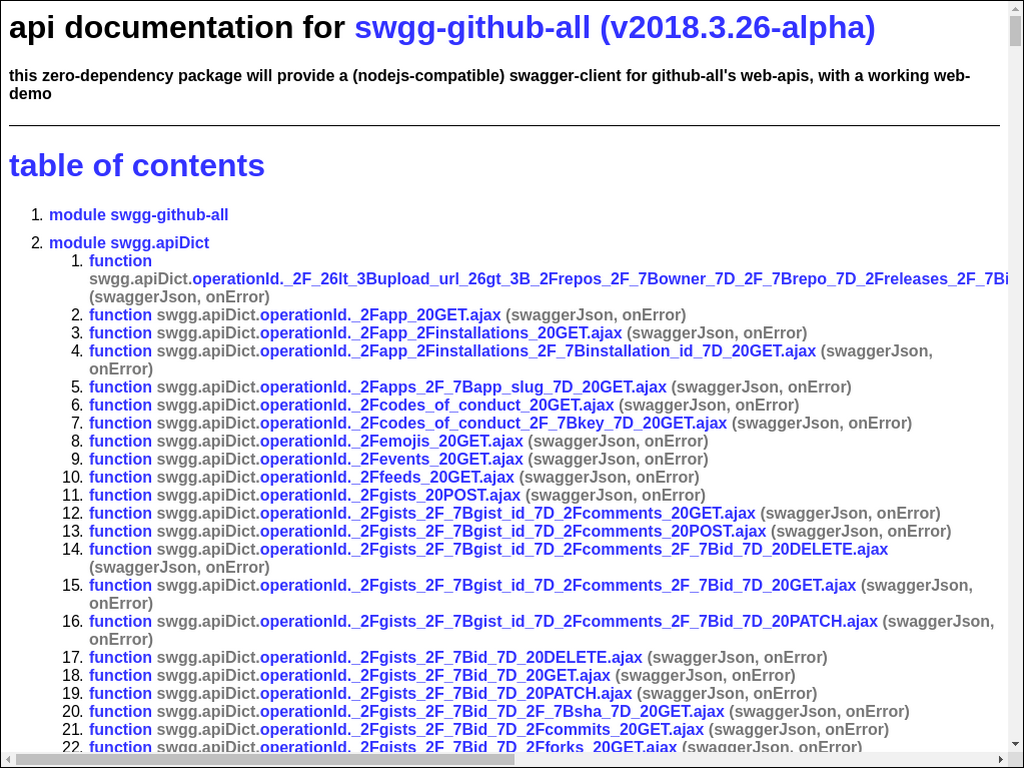 api documentation for swgg-github-all (v2018.3.26-alpha)
this zero-dependency package will provide a (nodejs-compatible) swagger-client for github-all's web-apis, with a working web-
demo
table of contents
1. module swgg-github-all
2. module swgg.apiDict
1. function
swgg.apiDict.operationId._2F_26lt_3Bupload_url_26gt_3B_2Frepos_2F_7Bowner_7D_2F_7Brepo_7D_2Freleases_2F_7Bi
(swaggerJson, onError)
2. function swgg.apiDict.operationId._2Fapp_20GET.ajax (swaggerJson, onError)
3. function swgg.apiDict.operationId._2Fapp_2Finstallations_20GET.ajax (swaggerJson, onError)
4. function swgg.apiDict.operationId._2Fapp_2Finstallations_2F_7Binstallation_id_7D_20GET.ajax (swaggerJson,
onError)
5. function swgg.apiDict.operationId._2Fapps_2F_7Bapp_slug_7D_20GET.ajax (swaggerJson, onError)
6. function swgg.apiDict.operationId._2Fcodes_of_conduct_20GET.ajax (swaggerJson, onError)
7. function swgg.apiDict.operationId._2Fcodes_of_conduct_2F_7Bkey_7D_20GET.ajax (swaggerJson, onError)
8. function swgg.apiDict.operationId._2Femojis_20GET.ajax (swaggerJson, onError)
9. function swgg.apiDict.operationId._2Fevents_20GET.ajax (swaggerJson, onError)
10. function swgg.apiDict.operationId._2Ffeeds_20GET.ajax (swaggerJson, onError)
11. function swgg.apiDict.operationId._2Fgists_20POST.ajax (swaggerJson, onError)
12. function swgg.apiDict.operationId._2Fgists_2F_7Bgist_id_7D_2Fcomments_20GET.ajax (swaggerJson, onError)
13. function swgg.apiDict.operationId._2Fgists_2F_7Bgist_id_7D_2Fcomments_20POST.ajax (swaggerJson, onError)
14. function swgg.apiDict.operationId._2Fgists_2F_7Bgist_id_7D_2Fcomments_2F_7Bid_7D_20DELETE.ajax
(swaggerJson, onError)
15. function swgg.apiDict.operationId._2Fgists_2F_7Bgist_id_7D_2Fcomments_2F_7Bid_7D_20GET.ajax (swaggerJson,
onError)
16. function swgg.apiDict.operationId._2Fgists_2F_7Bgist_id_7D_2Fcomments_2F_7Bid_7D_20PATCH.ajax (swaggerJson,
onError)
17. function swgg.apiDict.operationId._2Fgists_2F_7Bid_7D_20DELETE.ajax (swaggerJson, onError)
18. function swgg.apiDict.operationId._2Fgists_2F_7Bid_7D_20GET.ajax (swaggerJson, onError)
19. function swgg.apiDict.operationId._2Fgists_2F_7Bid_7D_20PATCH.ajax (swaggerJson, onError)
20. function swgg.apiDict.operationId._2Fgists_2F_7Bid_7D_2F_7Bsha_7D_20GET.ajax (swaggerJson, onError)
21. function swgg.apiDict.operationId._2Fgists_2F_7Bid_7D_2Fcommits_20GET.ajax (swaggerJson, onError)
22. function swgg.apiDict.operationId._2Fgists_2F_7Bid_7D_2Fforks_20GET.ajax (swaggerJson, onError)